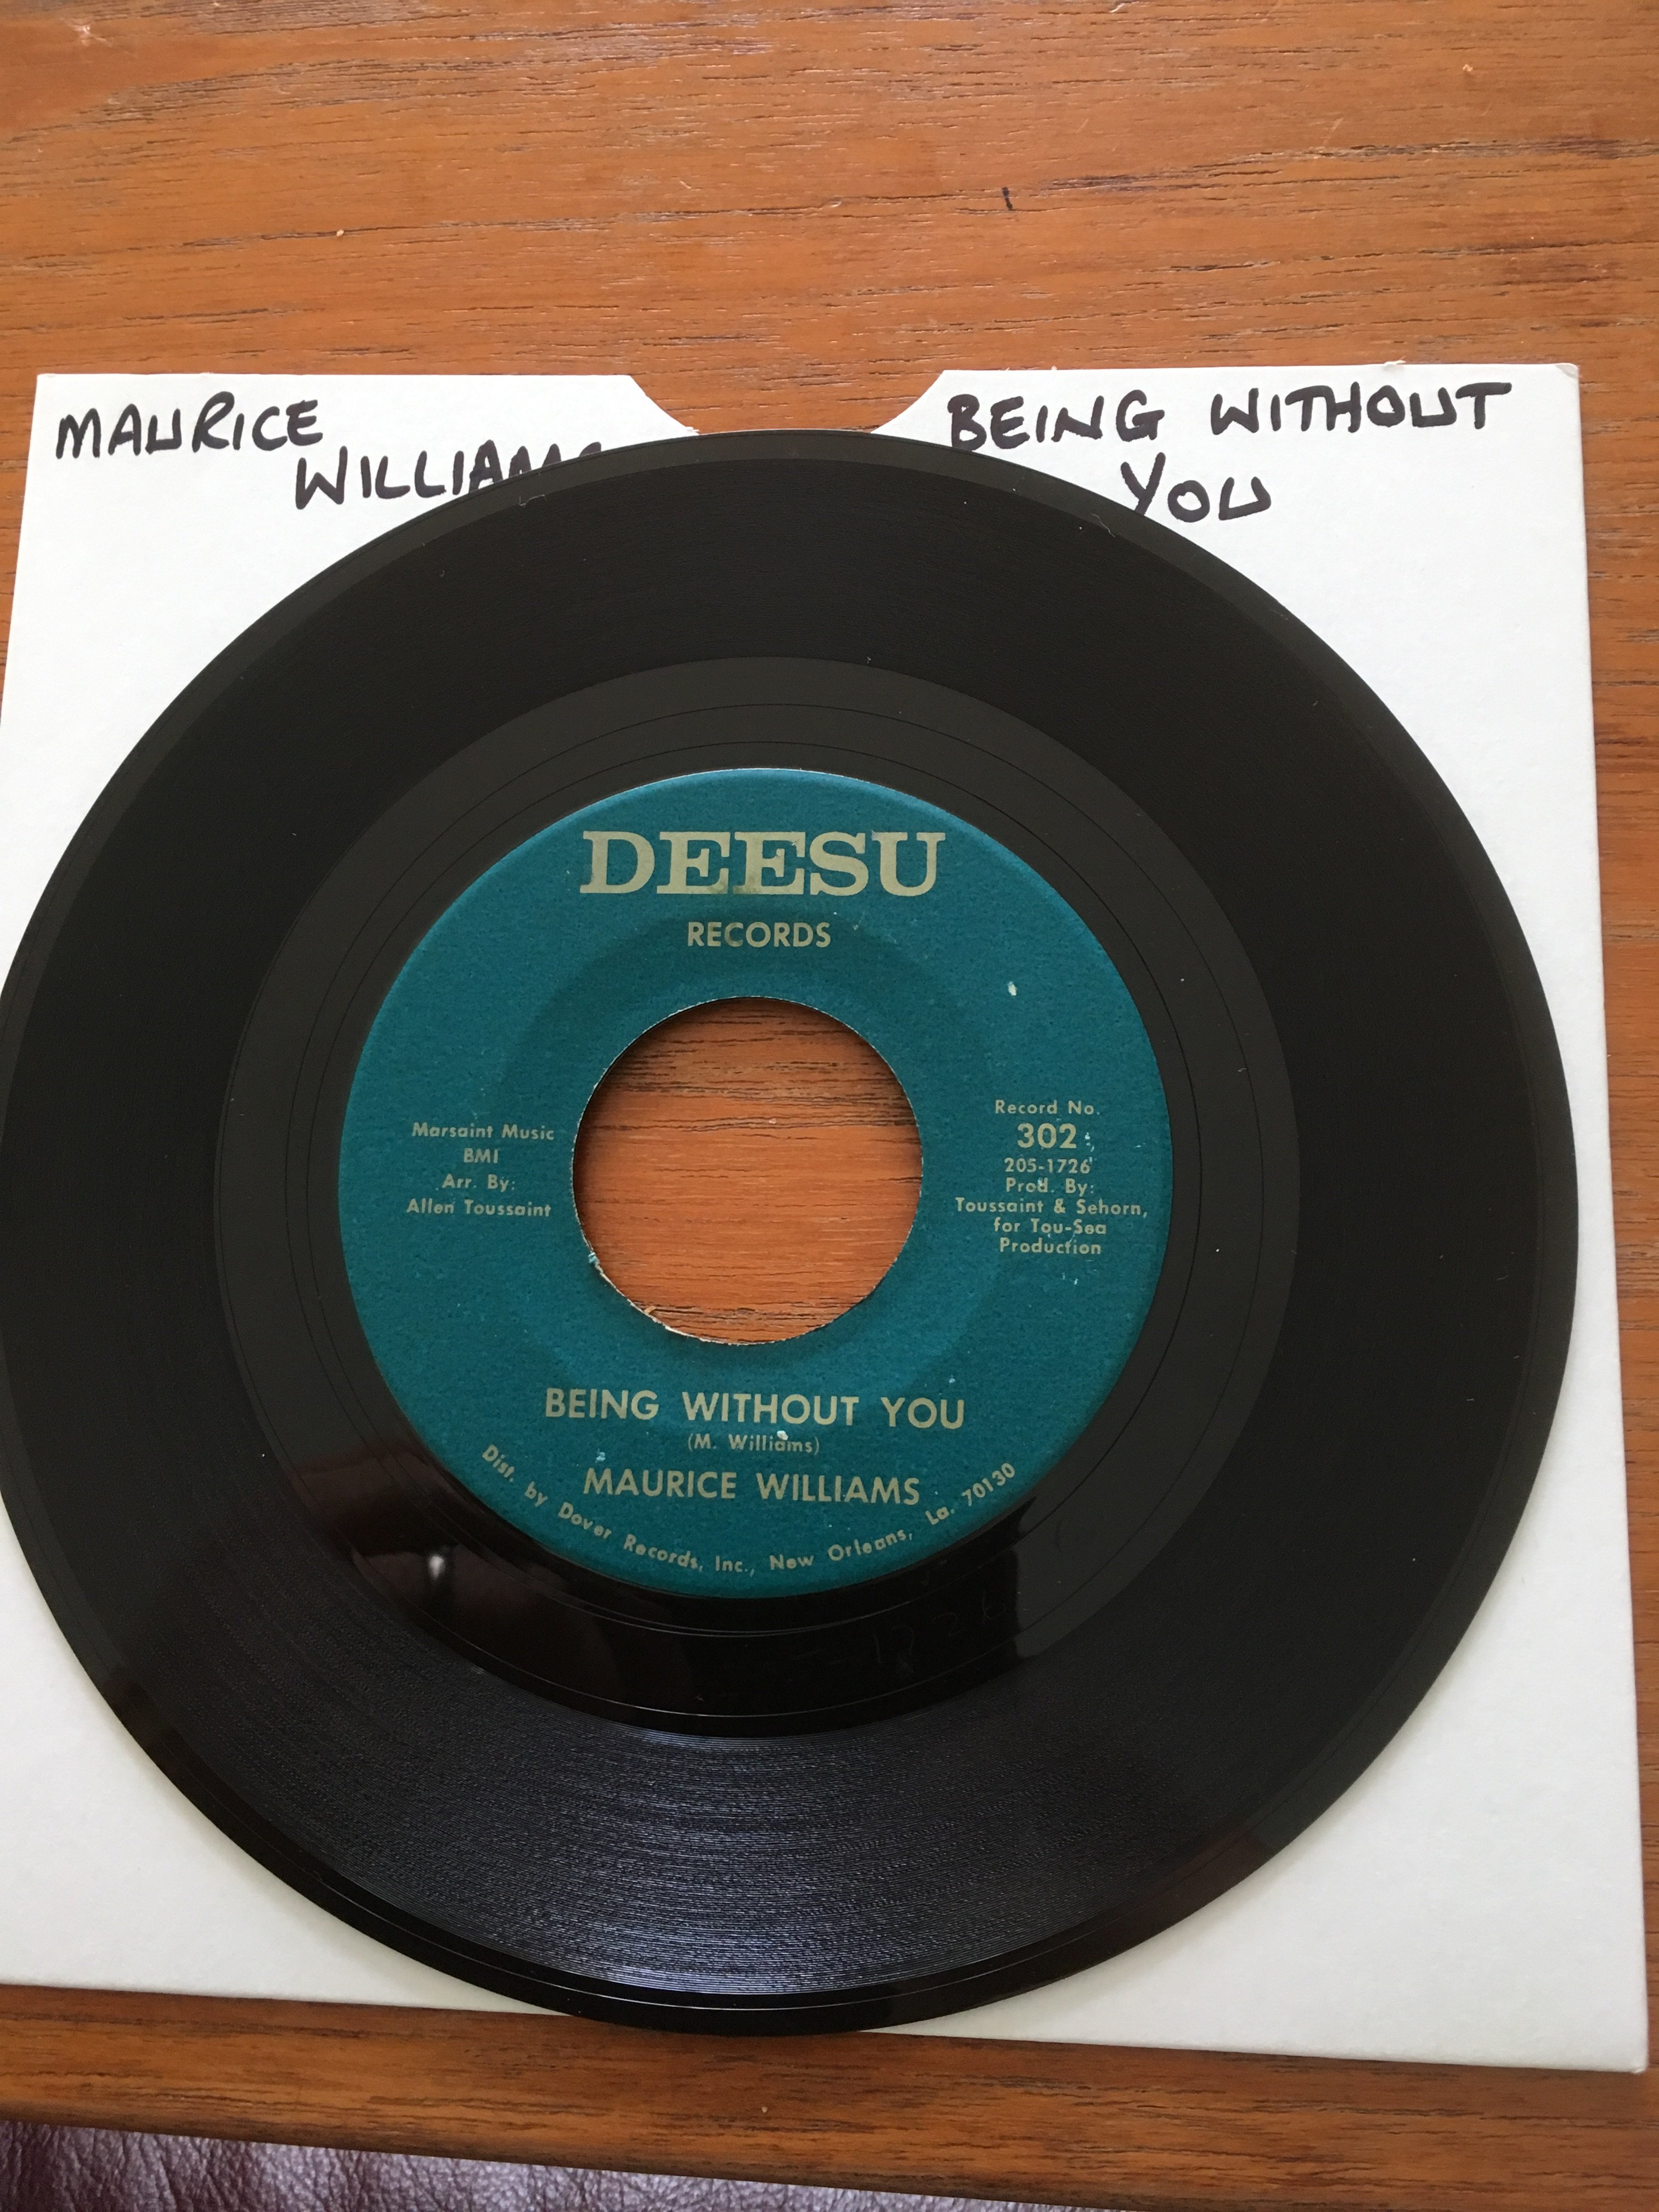 MAURICE
WILLIAMS
BEING WITHOUT
YOU
DEESU
RECORDS
Marsaint Music
BMI
Arr. By:
Allen Toussaint
Record No.
302
205-1726
Prod. By:
Toussaint & Sehorn,
for Tou-Sea
Production
BEING WITHOUT YOU
(M. Williams)
MAURICE WILLIAMS
Dist. by Dover Records, Inc., New Orleans, La. 70130